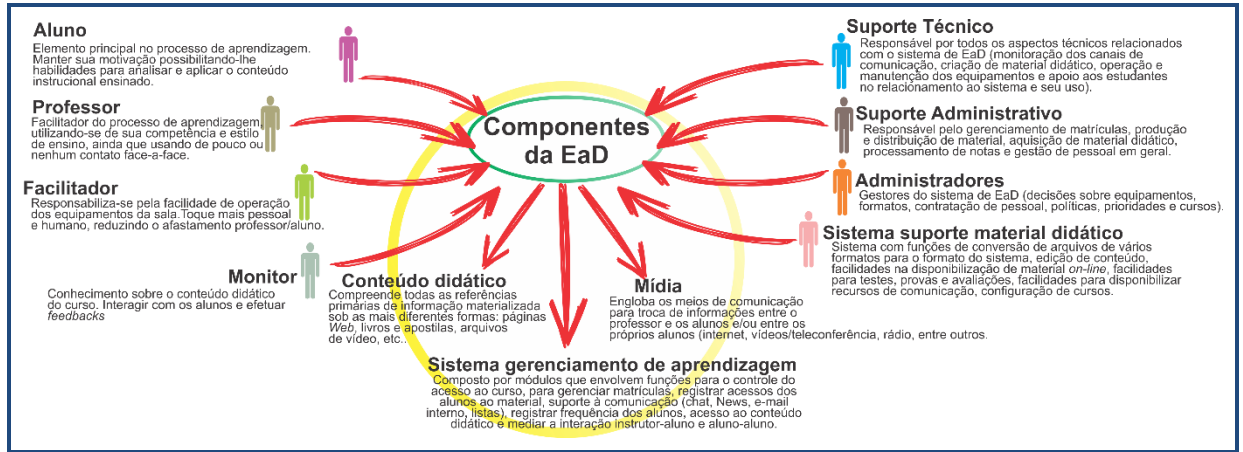 Aluno
Elemento principal no processo de aprendizagem.
Manter sua motivação possibilitando-lhe
habilidades para analisar e aplicar o conteúdo
instrucional ensinado.
Professor
Facilitador do processo de aprendizagem,
utilizando-se de sua competência e estilo
de ensino, ainda que usando de pouco ou
nenhum contato face-a-face.
Facilitador
Responsabiliza-se pela facilidade de operação
dos equipamentos da sala.Toque mais pessoal
e humano, reduzindo o afastamento professor/aluno.
Monitor
Conhecimento sobre o conteúdo didático
do curso. Interagir com os alunos e efetuar
feedbacks
Componentes
da EaD
Suporte Técnico
Responsável por todos os aspectos técnicos relacionados
com o sistema de EaD (monitoração dos canais de
comunicação, criação de material didático, operação e
manutenção dos equipamentos e apoio aos estudantes
no relacionamento ao sistema e seu uso).
Suporte Administrativo
Responsável pelo gerenciamento de matrículas, produção
e distribuição de material, aquisição de material didático,
processamento de notas e gestão de pessoal em geral.
Administradores
Gestores do sistema de EaD (decisões sobre equipamentos,
formatos, contratação de pessoal, políticas, prioridades e cursos).
Sistema suporte material didático
Sistema com funções de conversão de arquivos de vários
formatos para o formato do sistema, edição de conteúdo,
facilidades na disponibilização de material on-line, facilidades
para testes, provas e avaliações, facilidades para disponibilizar
recursos de comunicação, configuração de cursos.
Conteúdo didático
Compreende todas as referências
primárias de informação materializada
sob as mais diferentes formas: páginas
Web, livros e apostilas, arquivos
de vídeo, etc..
Mídia
Engloba os meios de comunicação
para troca de informações entre o
professor e os alunos e/ou entre os
próprios alunos (internet, vídeos/teleconferência, rádio, entre outros.
Sistema gerenciamento de aprendizagem
Composto por módulos que envolvem funções para o controle do
acesso ao curso, para gerenciar matrículas, registrar acessos dos
alunos ao material, suporte à comunicação (chat, News, e-mail
interno, listas), registrar frequência dos alunos, acesso ao conteúdo
didático e mediar a interação instrutor-aluno e aluno-aluno.